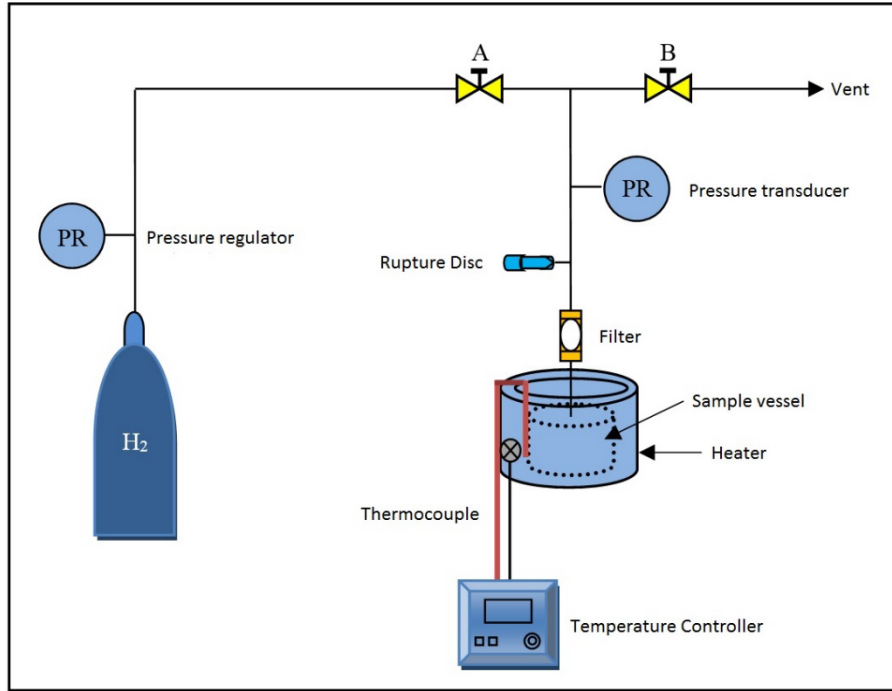 A
B
Vent
PR
Pressure transducer
PR
Pressure regulator
Rupture Disc
Filter
Sample vessel
H₂
Heater
Thermocouple
Temperature Controller